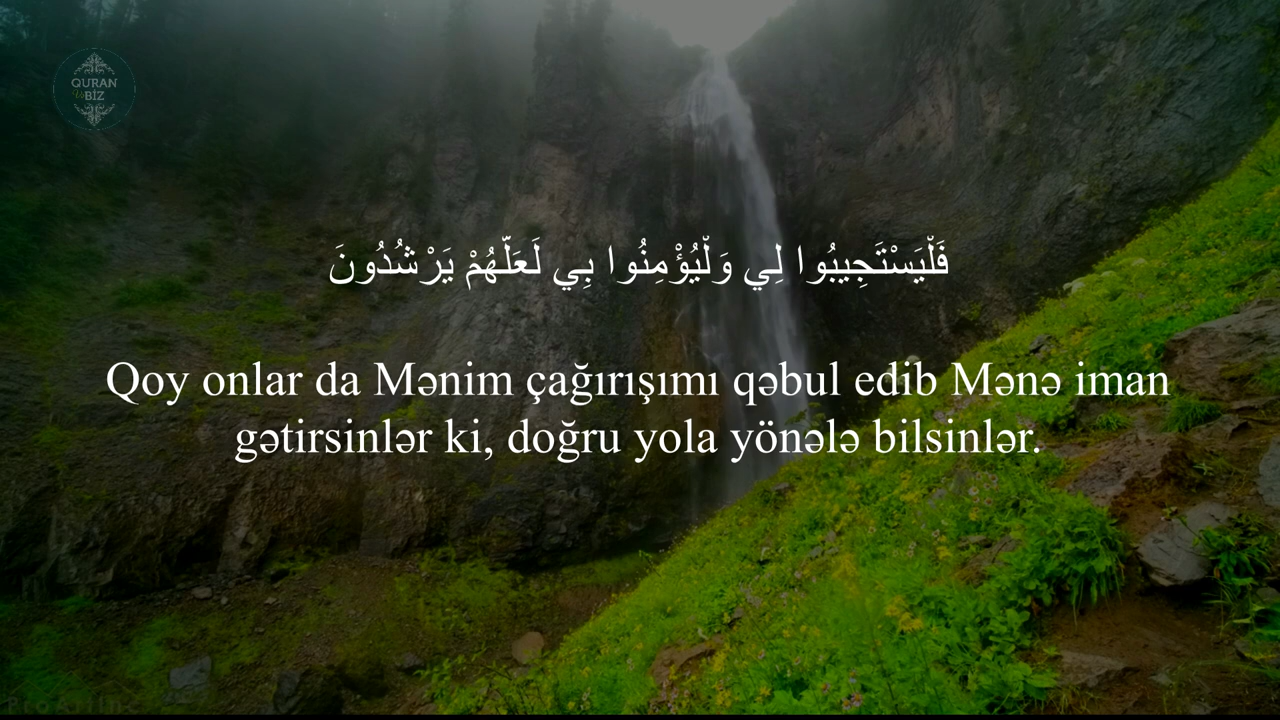 QURAN
Və
BİZ
فَلْيَسْتَجِيبُوا لِي وَلْيُؤْمِنُوا بِي لَعَلَّهُمْ يَرْشُدُونَ
Qoy onlar da Mənim çağırışımı qəbul edib Mənə iman
gətirsinlər ki, doğru yola yönələ bilsinlər.